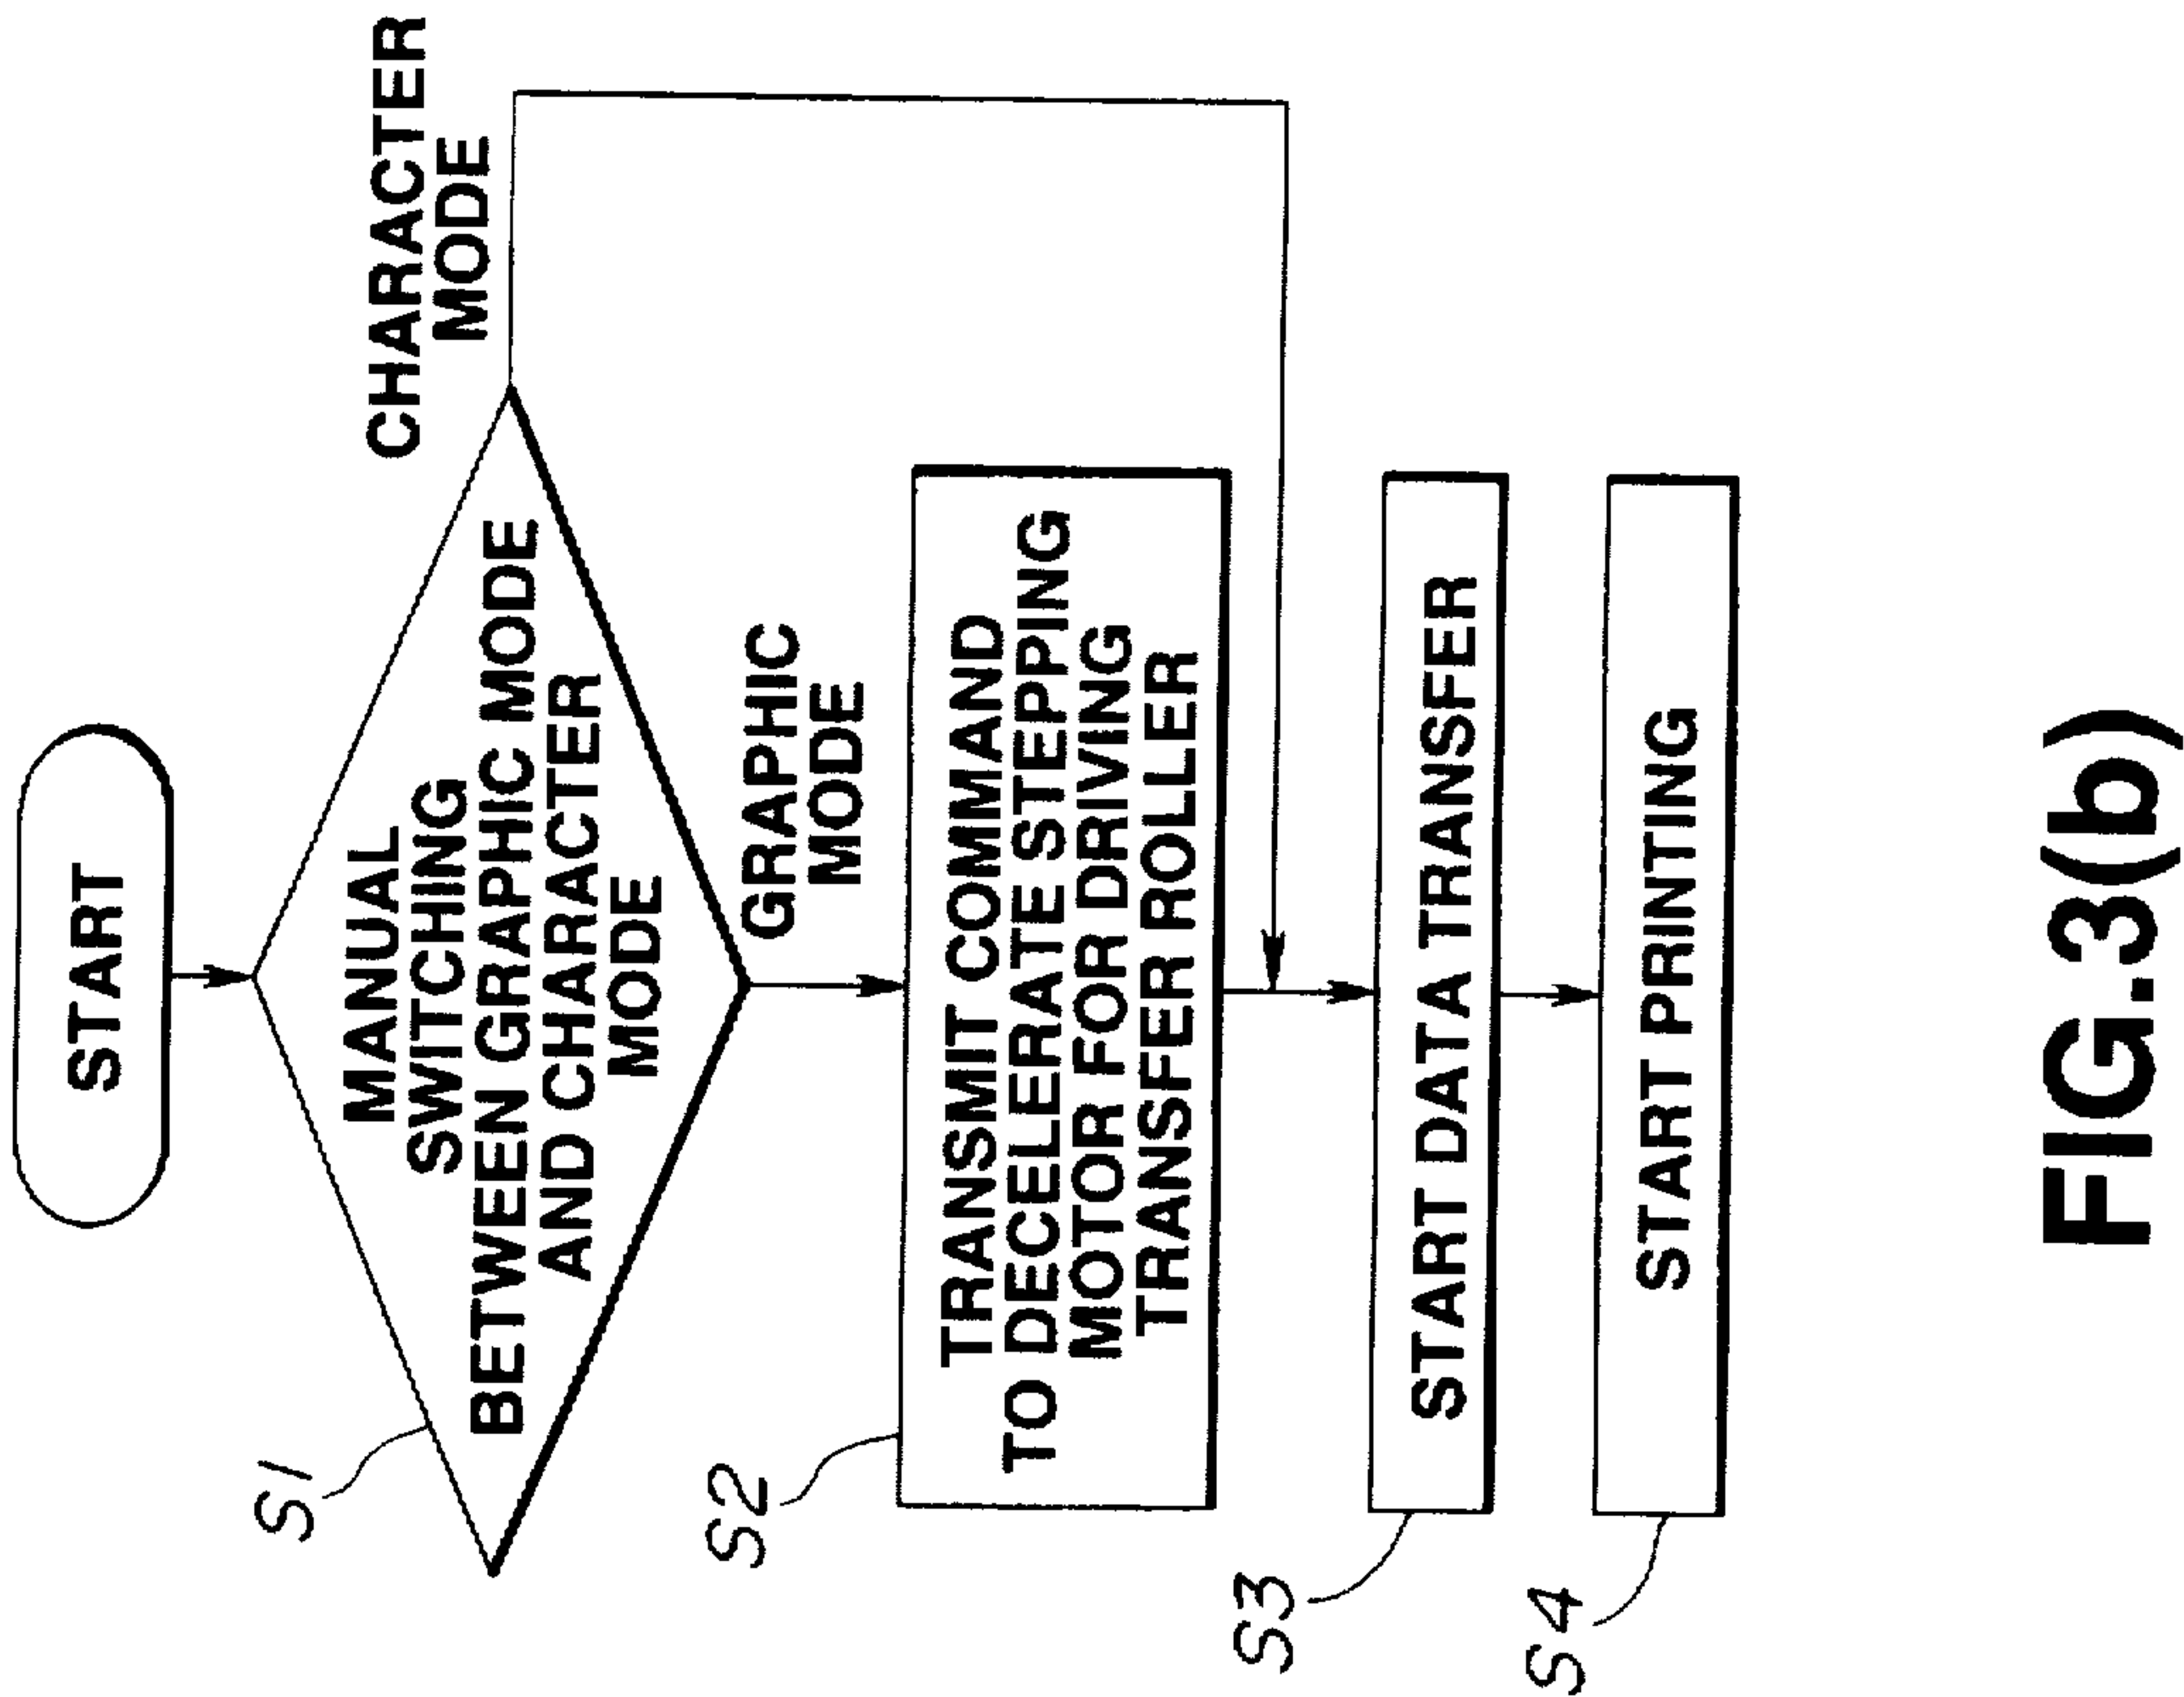 START
S1
MANUAL
SWITCHING
BETWEEN GRAPHIC MODE
AND CHARACTER
MODE
CHARACTER
MODE
GRAPHIC
MODE
S2
TRANSMIT COMMAND
TO DECELERATE STEPPING
MOTOR FOR DRIVING
TRANSFER ROLLER
S3
START DATA TRANSFER
S4
START PRINTING
FIG.3(b)